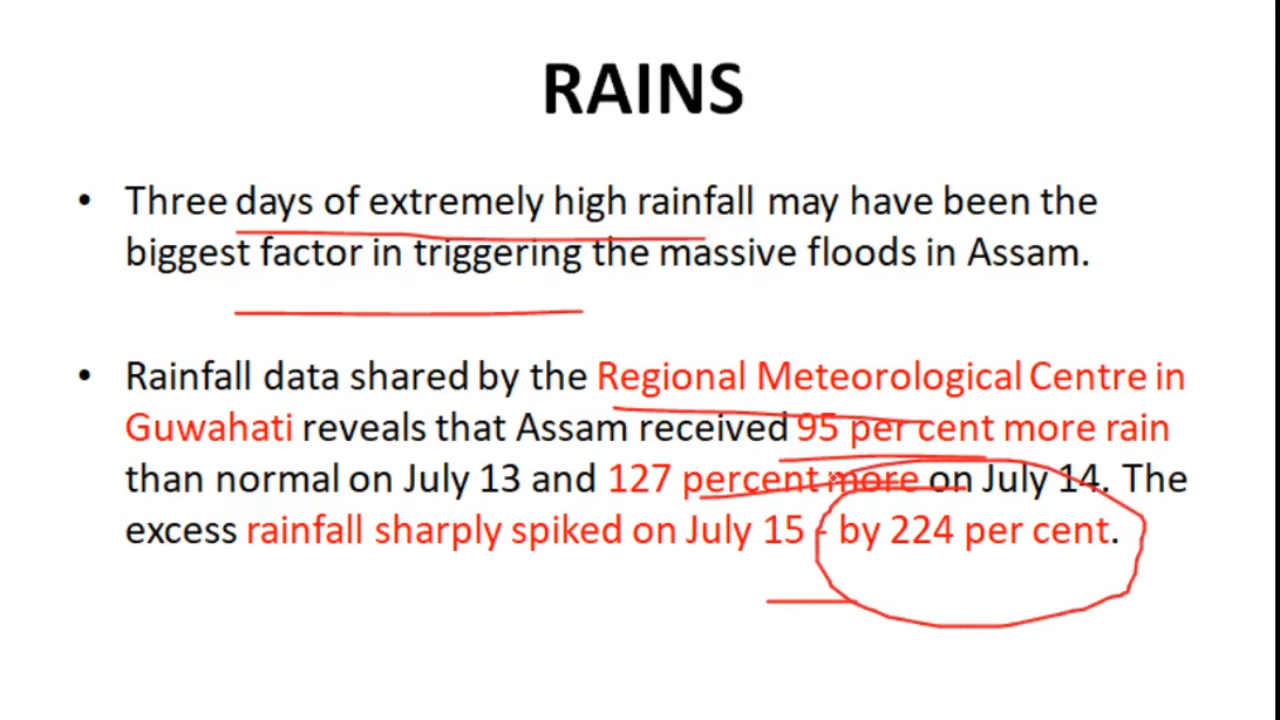 RAINS
• Three days of extremely high rainfall may have been the
biggest factor in triggering the massive floods in Assam.
• Rainfall data shared by the Regional Meteorological Centre in
Guwahati reveals that Assam received 95 per cent more rain
than normal on July 13 and 127 percent more on July 14. The
excess rainfall sharply spiked on July 15 - by 224 per cent.